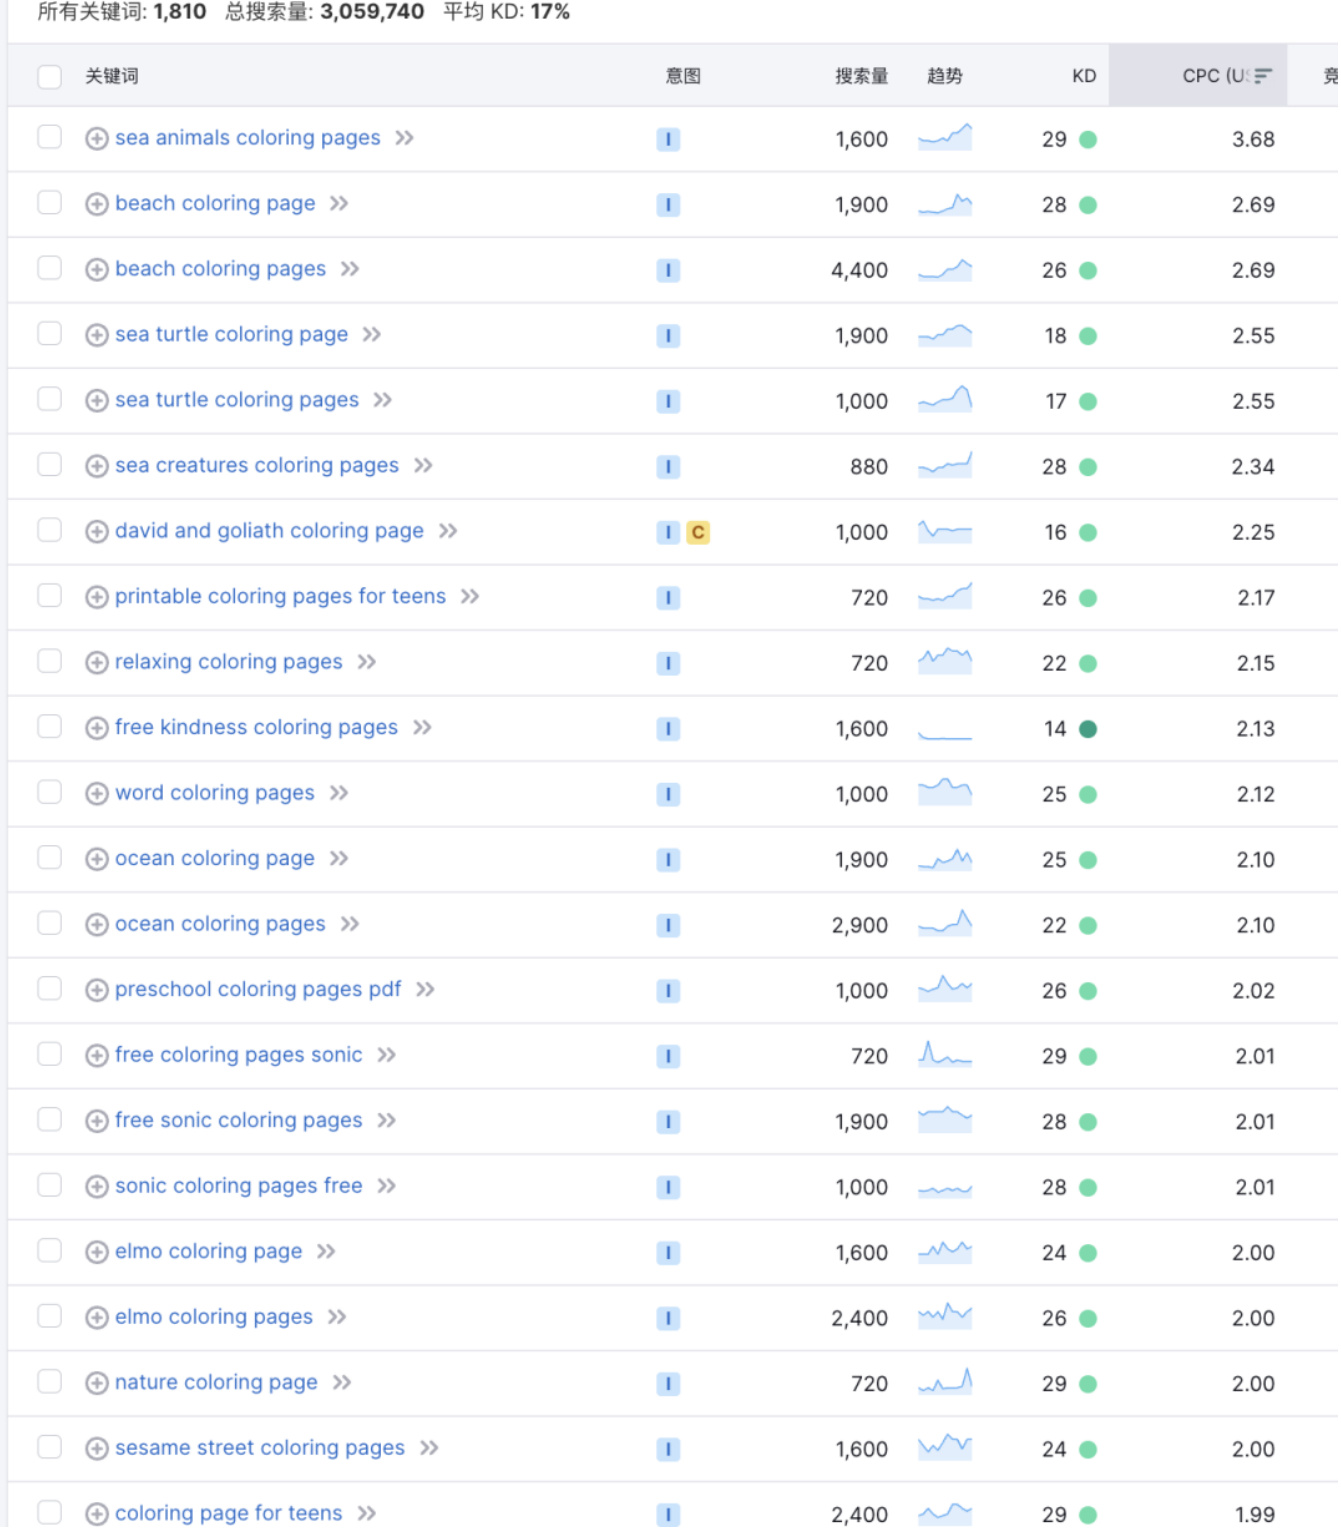 所有关键词: 1,810 总搜索量: 3,059,740 平均 KD: 17%
关键词 意图 搜索量 趋势 KD CPC (US
sea animals coloring pages I 1,600 29 3.68
beach coloring page I 1,900 28 2.69
beach coloring pages I 4,400 26 2.69
sea turtle coloring page I 1,900 18 2.55
sea turtle coloring pages I 1,000 17 2.55
sea creatures coloring pages I 880 28 2.34
david and goliath coloring page I C 1,000 16 2.25
printable coloring pages for teens I 720 26 2.17
relaxing coloring pages I 720 22 2.15
free kindness coloring pages I 1,600 14 2.13
word coloring pages I 1,000 25 2.12
ocean coloring page I 1,900 25 2.10
ocean coloring pages I 2,900 22 2.10
preschool coloring pages pdf I 1,000 26 2.02
free coloring pages sonic I 720 29 2.01
free sonic coloring pages I 1,900 28 2.01
sonic coloring pages free I 1,000 28 2.01
elmo coloring page I 1,600 24 2.00
elmo coloring pages I 2,400 26 2.00
nature coloring page I 720 29 2.00
sesame street coloring pages I 1,600 24 2.00
coloring page for teens I 2,400 29 1.99